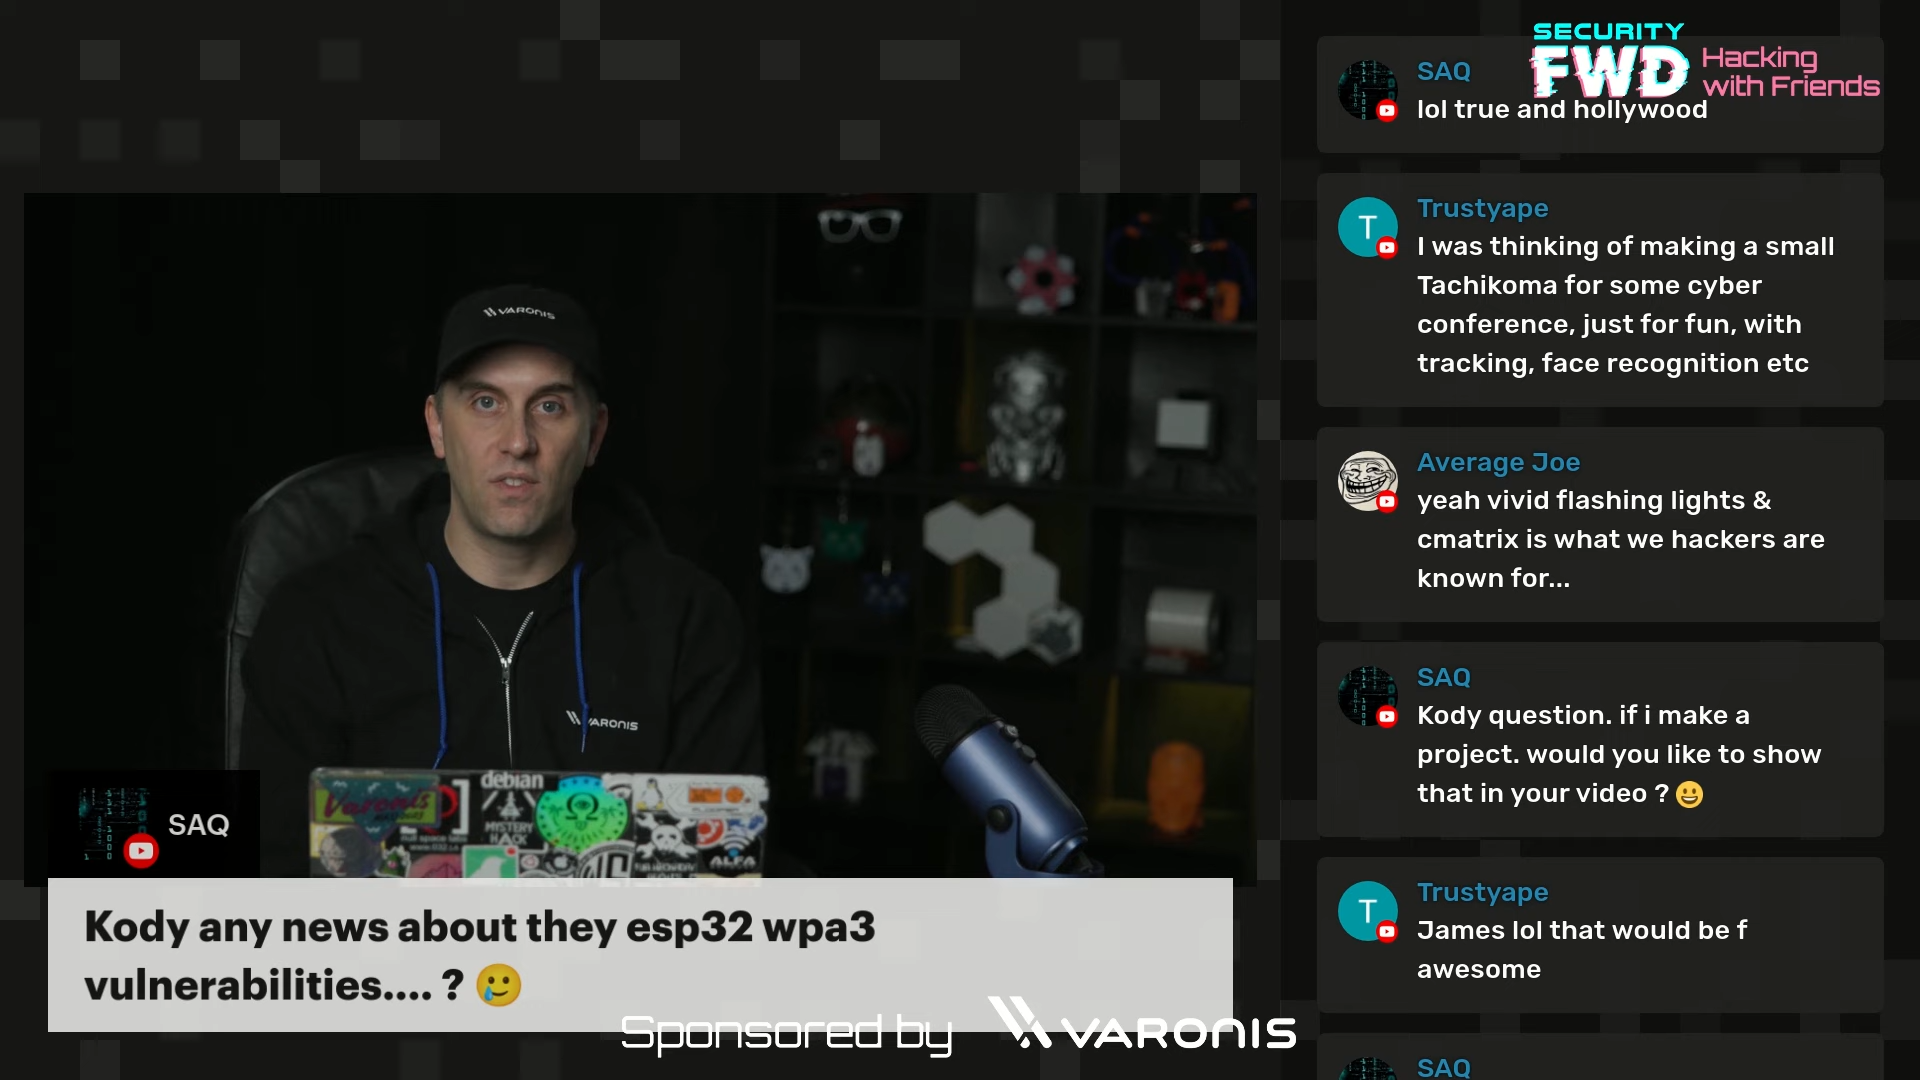 SECURITY
FWD
Hacking
with Friends
SAQ
lol true and hollywood
T
Trustyape
I was thinking of making a small
Tachikoma for some cyber
conference, just for fun, with
tracking, face recognition etc
Average Joe
yeah vivid flashing lights &
cmatrix is what we hackers are
known for...
SAQ
Kody question. if i make a
project. would you like to show
that in your video ? 😀
T
Trustyape
James lol that would be f
awesome
SAQ
VARONIS
VARONIS
debian
Varonis
MYSTERY
HACK
ALFA
SAQ
Kody any news about they esp32 wpa3
vulnerabilities.... ? 🥲
Sponsored by VARONIS